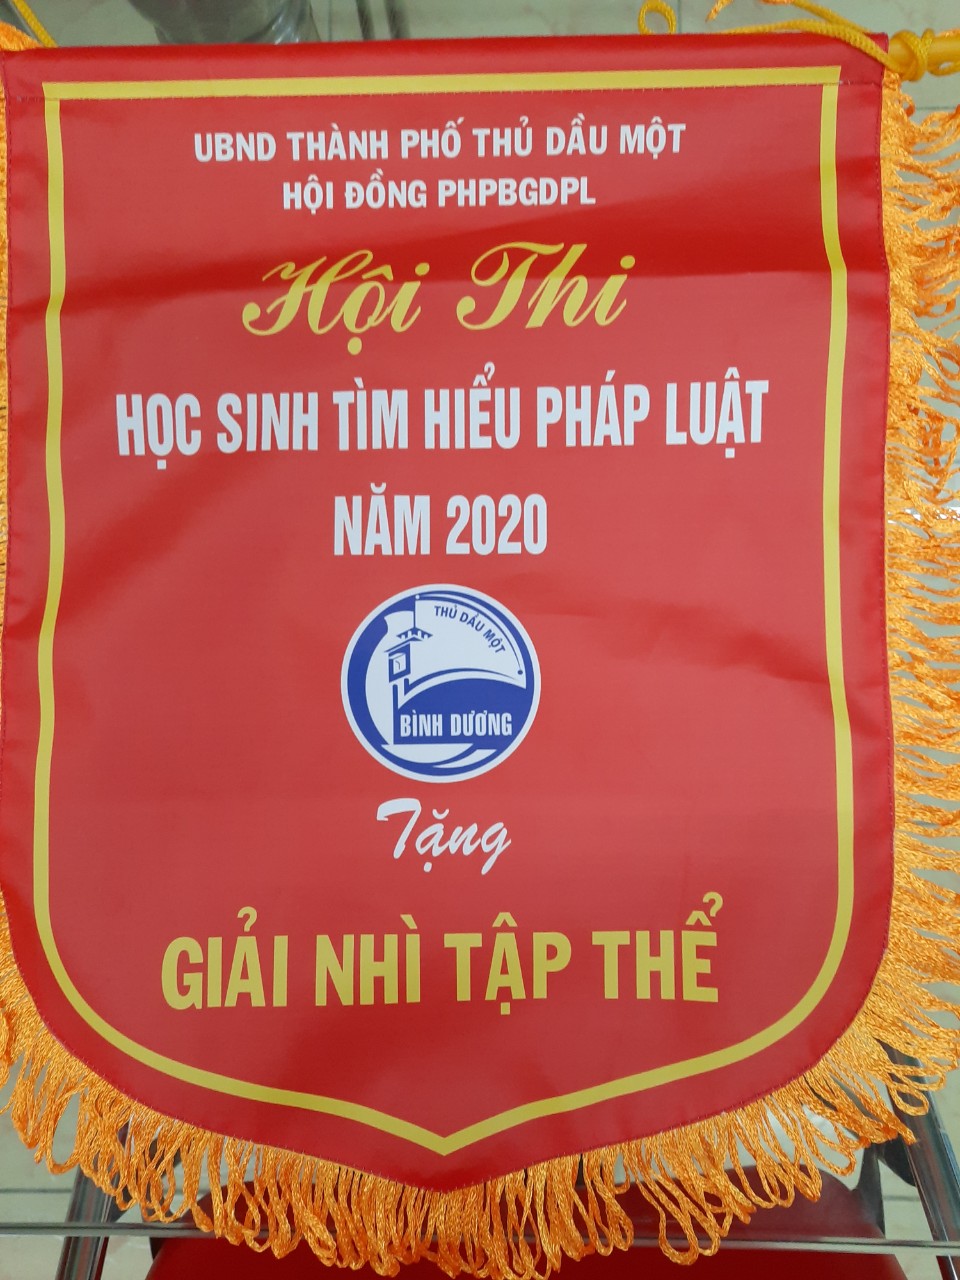 UBND THÀNH PHỐ THỦ DẦU MỘT
HỘI ĐỒNG PHPBGDPL
Hội Thi
HỌC SINH TÌM HIỂU PHÁP LUẬT
NĂM 2020
THỦ DẦU MỘT
BÌNH DƯƠNG
Tặng
GIẢI NHÌ TẬP THỂ